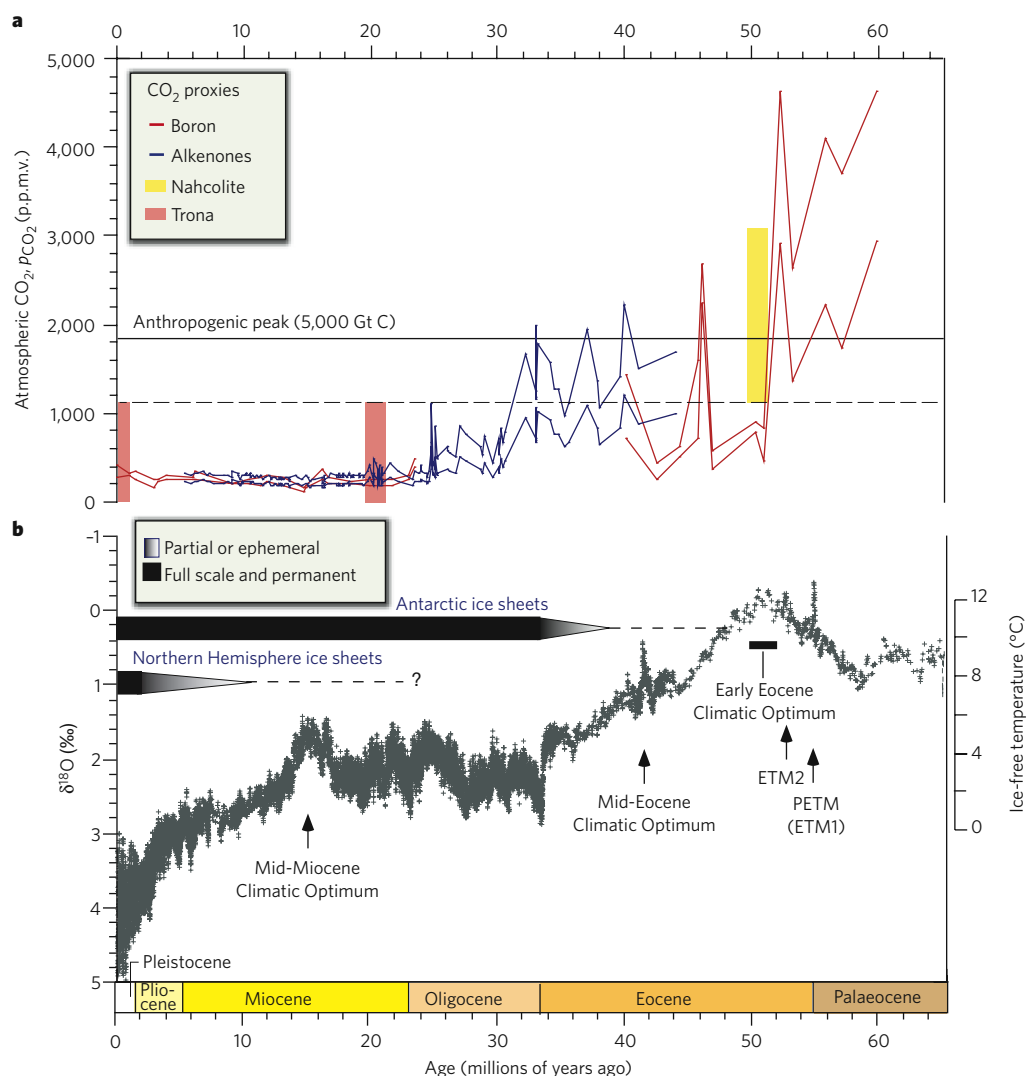 a
0 10 20 30 40 50 60
5,000
4,000
3,000
2,000
1,000
0
Atmospheric CO2, pCO2 (p.p.m.v.)
CO2 proxies
Boron
Alkenones
Nahcolite
Trona
Anthropogenic peak (5,000 Gt C)
b
–1
0
1
2
3
4
5
δ18O (‰)
Partial or ephemeral
Full scale and permanent
Antarctic ice sheets
Northern Hemisphere ice sheets
?
12
10
8
6
4
2
0
Ice-free temperature (°C)
Early Eocene
Climatic Optimum
ETM2
PETM
(ETM1)
Mid-Eocene
Climatic Optimum
Mid-Miocene
Climatic Optimum
Pleistocene
Plio-
cene
Miocene
Oligocene
Eocene
Palaeocene
0 10 20 30 40 50 60
Age (millions of years ago)